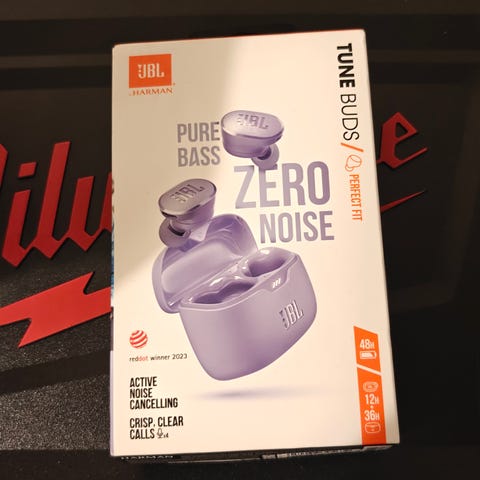 JBL
by HARMAN
TUNE BUDS
PERFECT FIT
PURE
BASS
ZERO
NOISE
JBL
JBL
JBL
reddot winner 2023
ACTIVE
NOISE
CANCELLING
CRISP, CLEAR
CALLS x4
48H
12H
+
36H